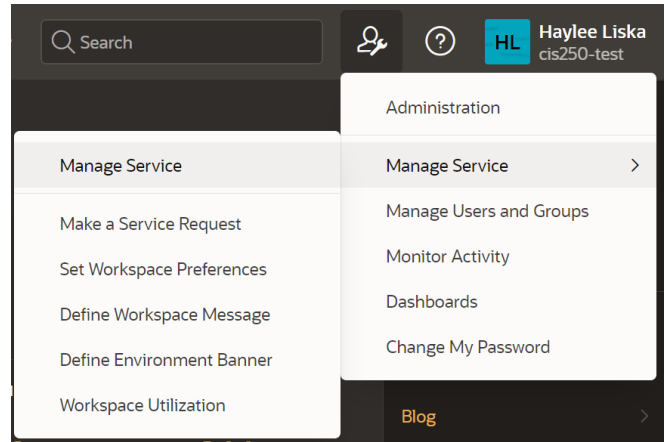 Search
HL
Haylee Liska
cis250-test
Administration
Manage Service
Manage Users and Groups
Monitor Activity
Dashboards
Change My Password
Manage Service
Make a Service Request
Set Workspace Preferences
Define Workspace Message
Define Environment Banner
Workspace Utilization
Blog